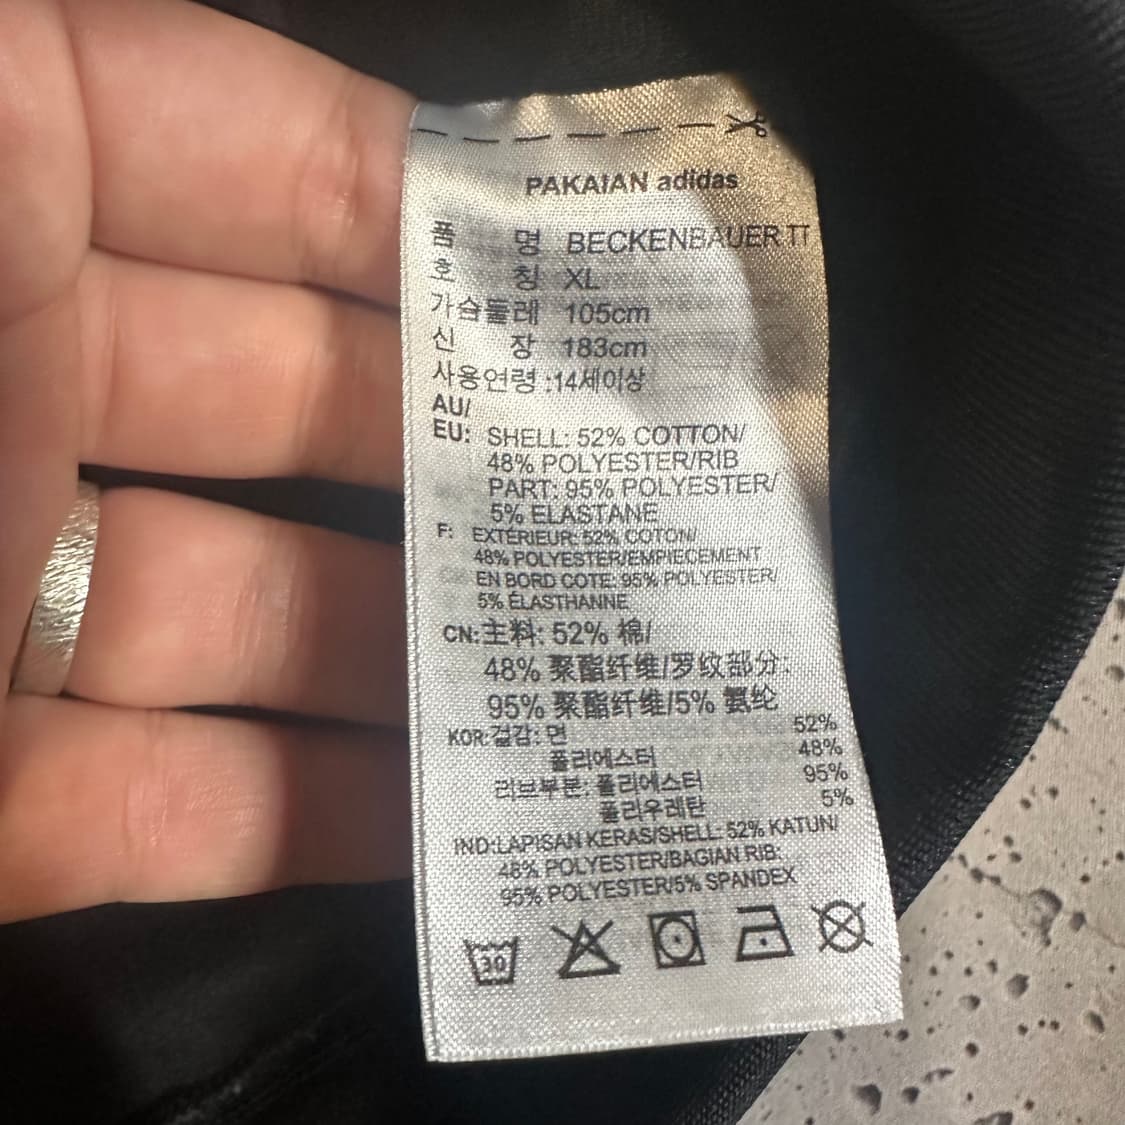 PAKAIAN adidas
품 명 BECKENBAUER TT
호 칭 XL
가슴둘레 105cm
신 장 183cm
사용연령 :14세이상
AU/
EU: SHELL: 52% COTTON/
48% POLYESTER/RIB
PART: 95% POLYESTER/
5% ELASTANE
F: EXTÉRIEUR: 52% COTON/
48% POLYESTER/EMPIECEMENT
EN BORD COTE: 95% POLYESTER/
5% ÉLASTHANNE
CN:主料: 52% 棉/
48% 聚酯纤维/罗纹部分:
95% 聚酯纤维/5% 氨纶
KOR:겉감: 면 52%
폴리에스터 48%
리브부분: 폴리에스터 95%
폴리우레탄 5%
IND:LAPISAN KERAS/SHELL: 52% KATUN/
48% POLYESTER/BAGIAN RIB:
95% POLYESTER/5% SPANDEX
30